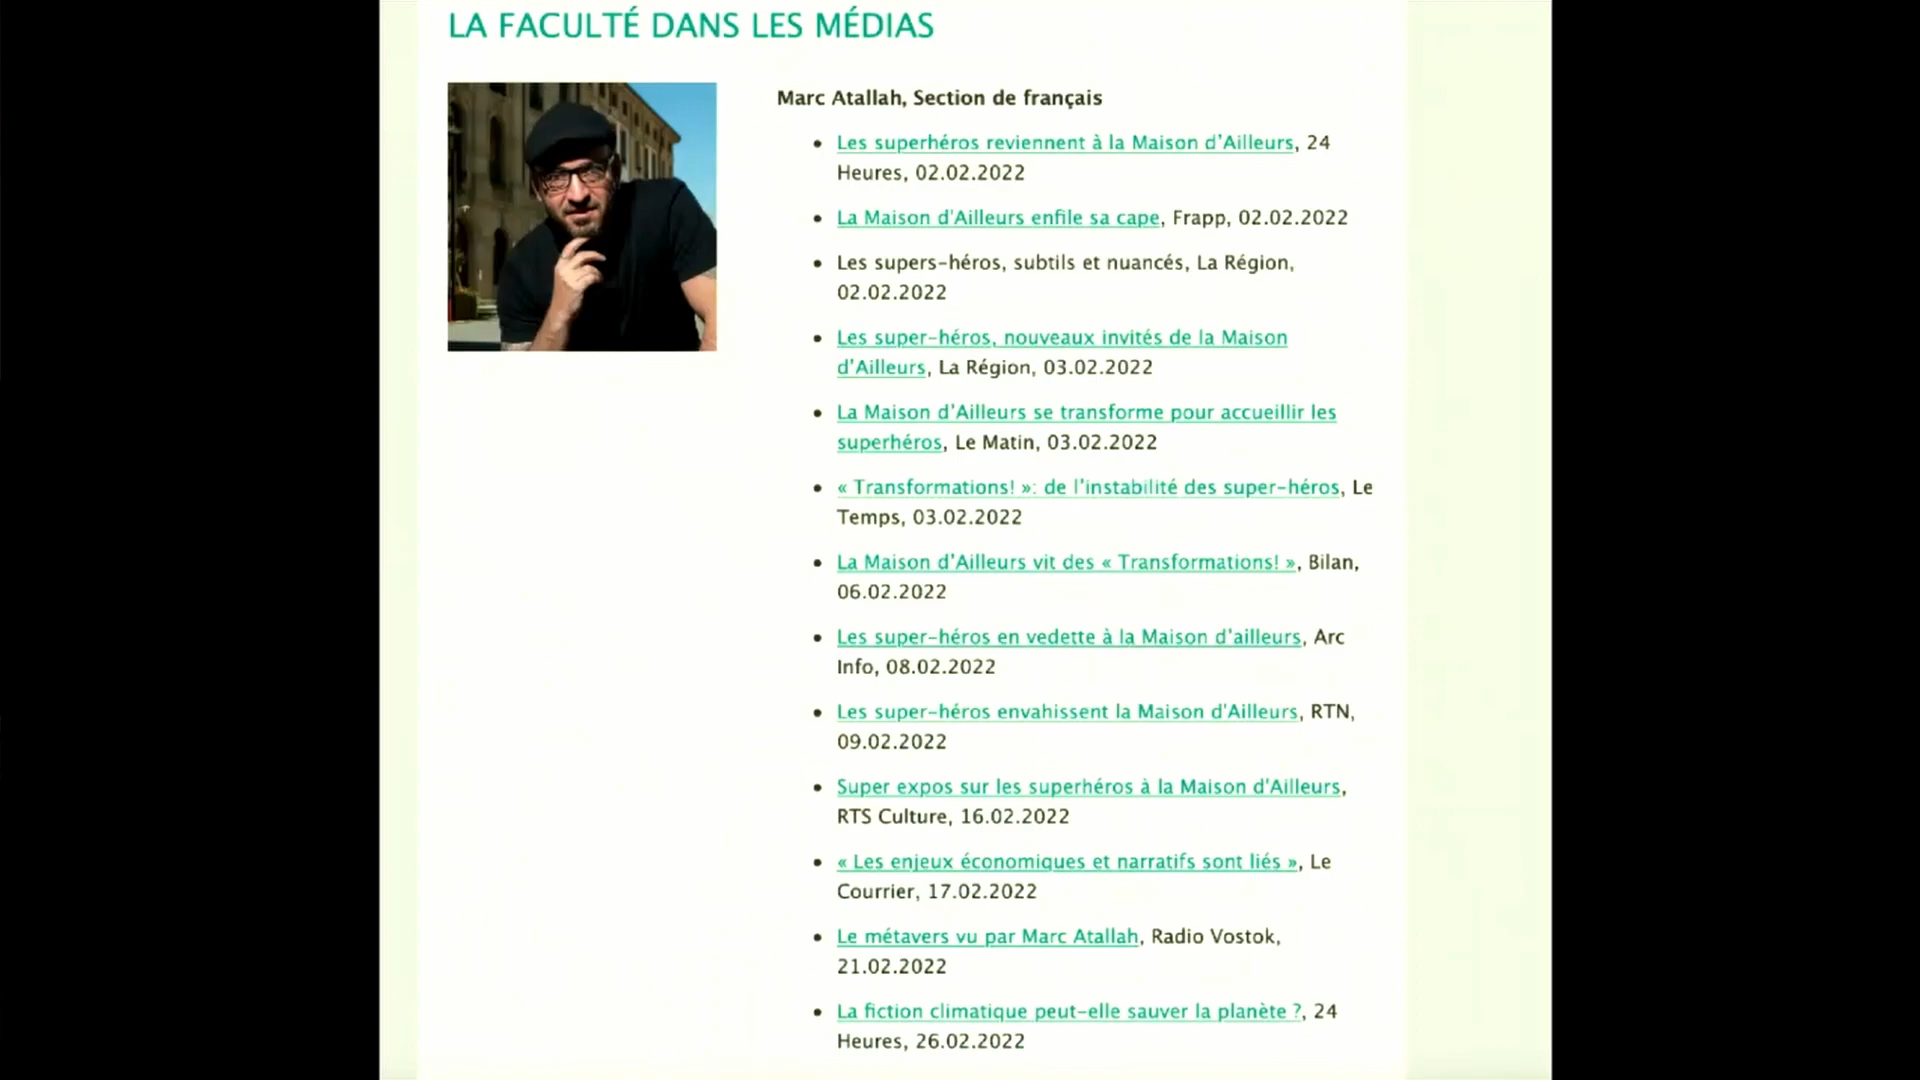 LA FACULTÉ DANS LES MÉDIAS
Marc Atallah, Section de français
• Les superhéros reviennent à la Maison d'Ailleurs, 24
Heures, 02.02.2022
• La Maison d'Ailleurs enfile sa cape, Frapp, 02.02.2022
• Les supers-héros, subtils et nuancés, La Région,
02.02.2022
• Les super-héros, nouveaux invités de la Maison
d'Ailleurs, La Région, 03.02.2022
• La Maison d'Ailleurs se transforme pour accueillir les
superhéros, Le Matin, 03.02.2022
• « Transformations! »: de l'instabilité des super-héros, Le
Temps, 03.02.2022
• La Maison d'Ailleurs vit des « Transformations! », Bilan,
06.02.2022
• Les super-héros en vedette à la Maison d'ailleurs, Arc
Info, 08.02.2022
• Les super-héros envahissent la Maison d'Ailleurs, RTN,
09.02.2022
• Super expos sur les superhéros à la Maison d'Ailleurs,
RTS Culture, 16.02.2022
• « Les enjeux économiques et narratifs sont liés », Le
Courrier, 17.02.2022
• Le métavers vu par Marc Atallah, Radio Vostok,
21.02.2022
• La fiction climatique peut-elle sauver la planète ?, 24
Heures, 26.02.2022